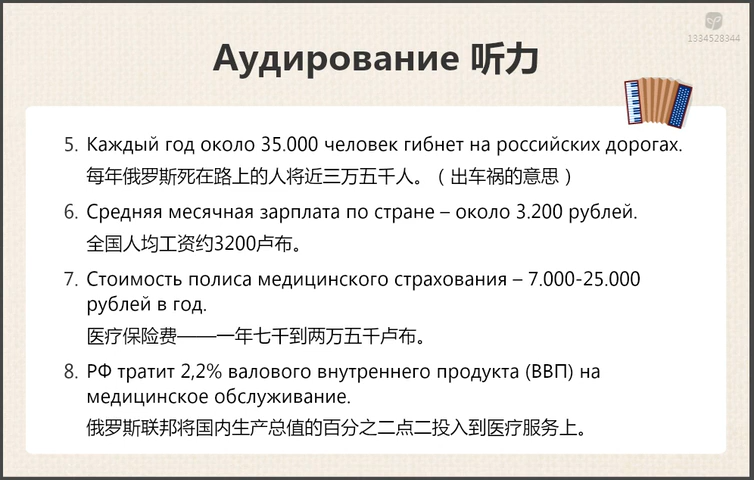 1334528344
Аудирование 听力
5. Каждый год около 35.000 человек гибнет на российских дорогах.
每年俄罗斯死在路上的人将近三万五千人。（出车祸的意思）
6. Средняя месячная зарплата по стране – около 3.200 рублей.
全国人均工资约3200卢布。
7. Стоимость полиса медицинского страхования – 7.000-25.000
рублей в год.
医疗保险费——一年七千到两万五千卢布。
8. РФ тратит 2,2% валового внутреннего продукта (ВВП) на
медицинское обслуживание.
俄罗斯联邦将国内生产总值的百分之二点二投入到医疗服务上。